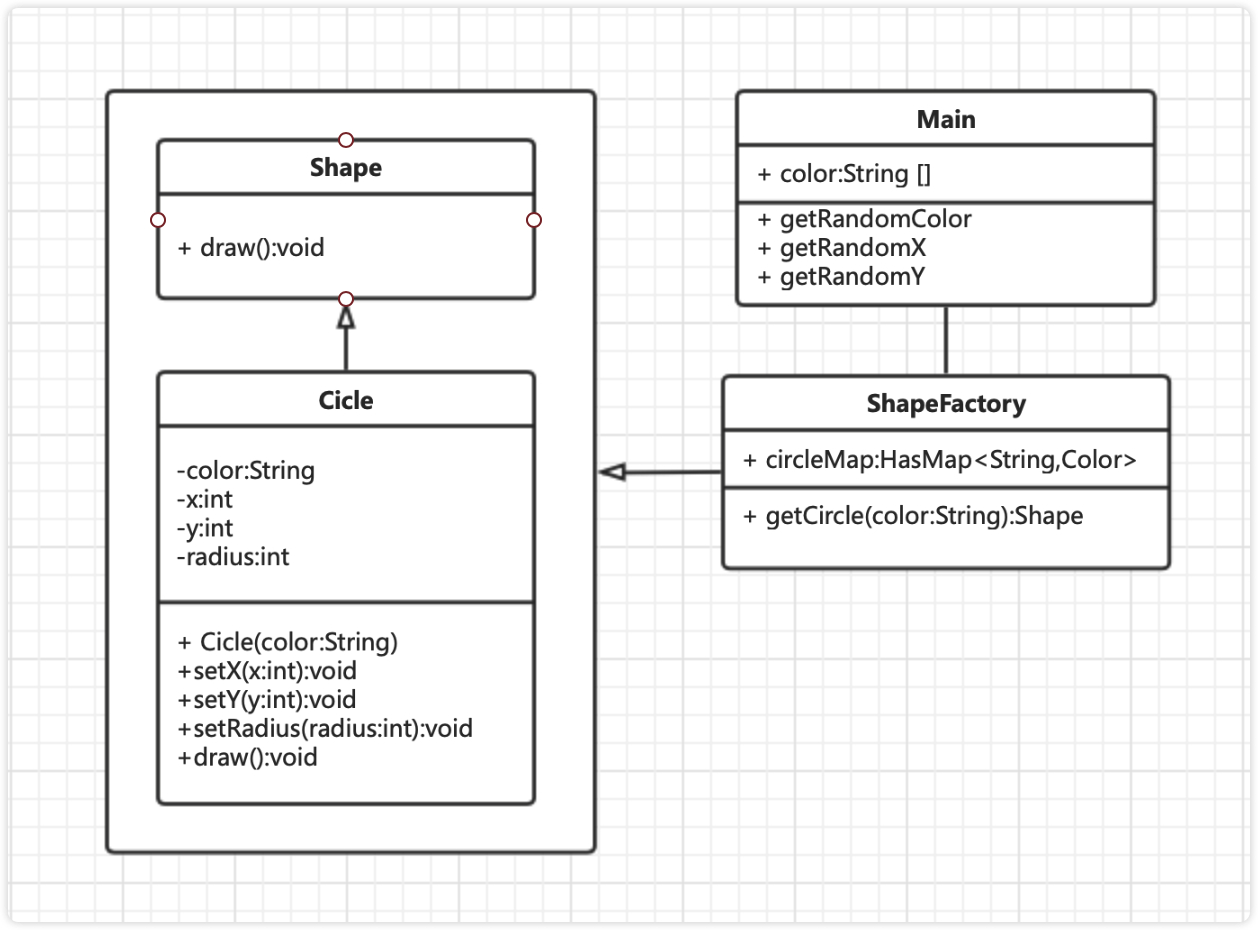 Shape
+ draw():void
Cicle
-color:String
-x:int
-y:int
-radius:int
+ Cicle(color:String)
+setX(x:int):void
+setY(y:int):void
+setRadius(radius:int):void
+draw():void
Main
+ color:String []
+ getRandomColor
+ getRandomX
+ getRandomY
ShapeFactory
+ circleMap:HasMap<String,Color>
+ getCircle(color:String):Shape